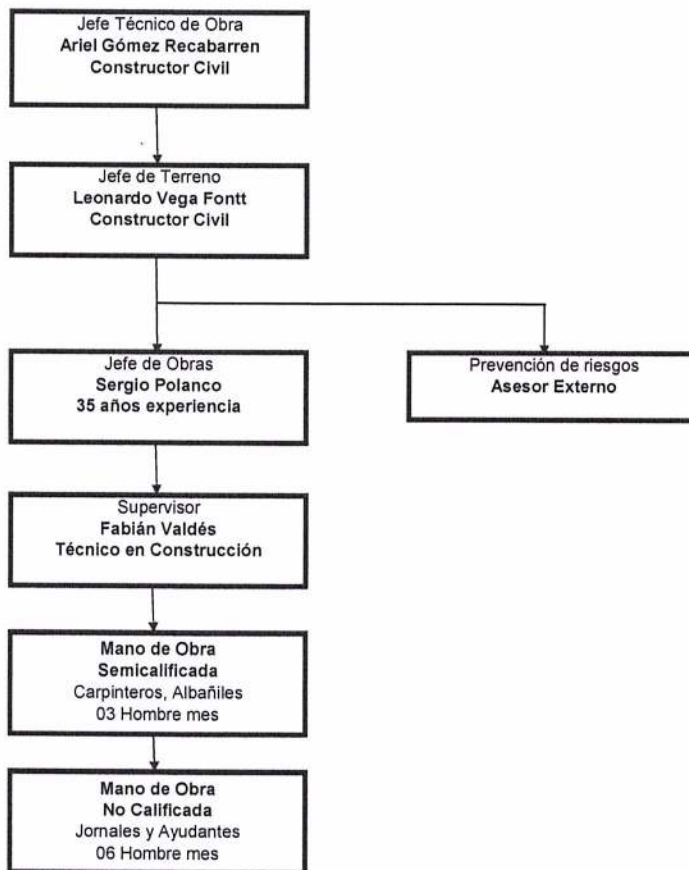 Jefe Técnico de Obra
Ariel Gómez Recabarren
Constructor Civil
Jefe de Terreno
Leonardo Vega Fontt
Constructor Civil
Jefe de Obras
Sergio Polanco
35 años experiencia
Prevención de riesgos
Asesor Externo
Supervisor
Fabián Valdés
Técnico en Construcción
Mano de Obra
Semicalificada
Carpinteros, Albañiles
03 Hombre mes
Mano de Obra
No Calificada
Jornales y Ayudantes
06 Hombre mes